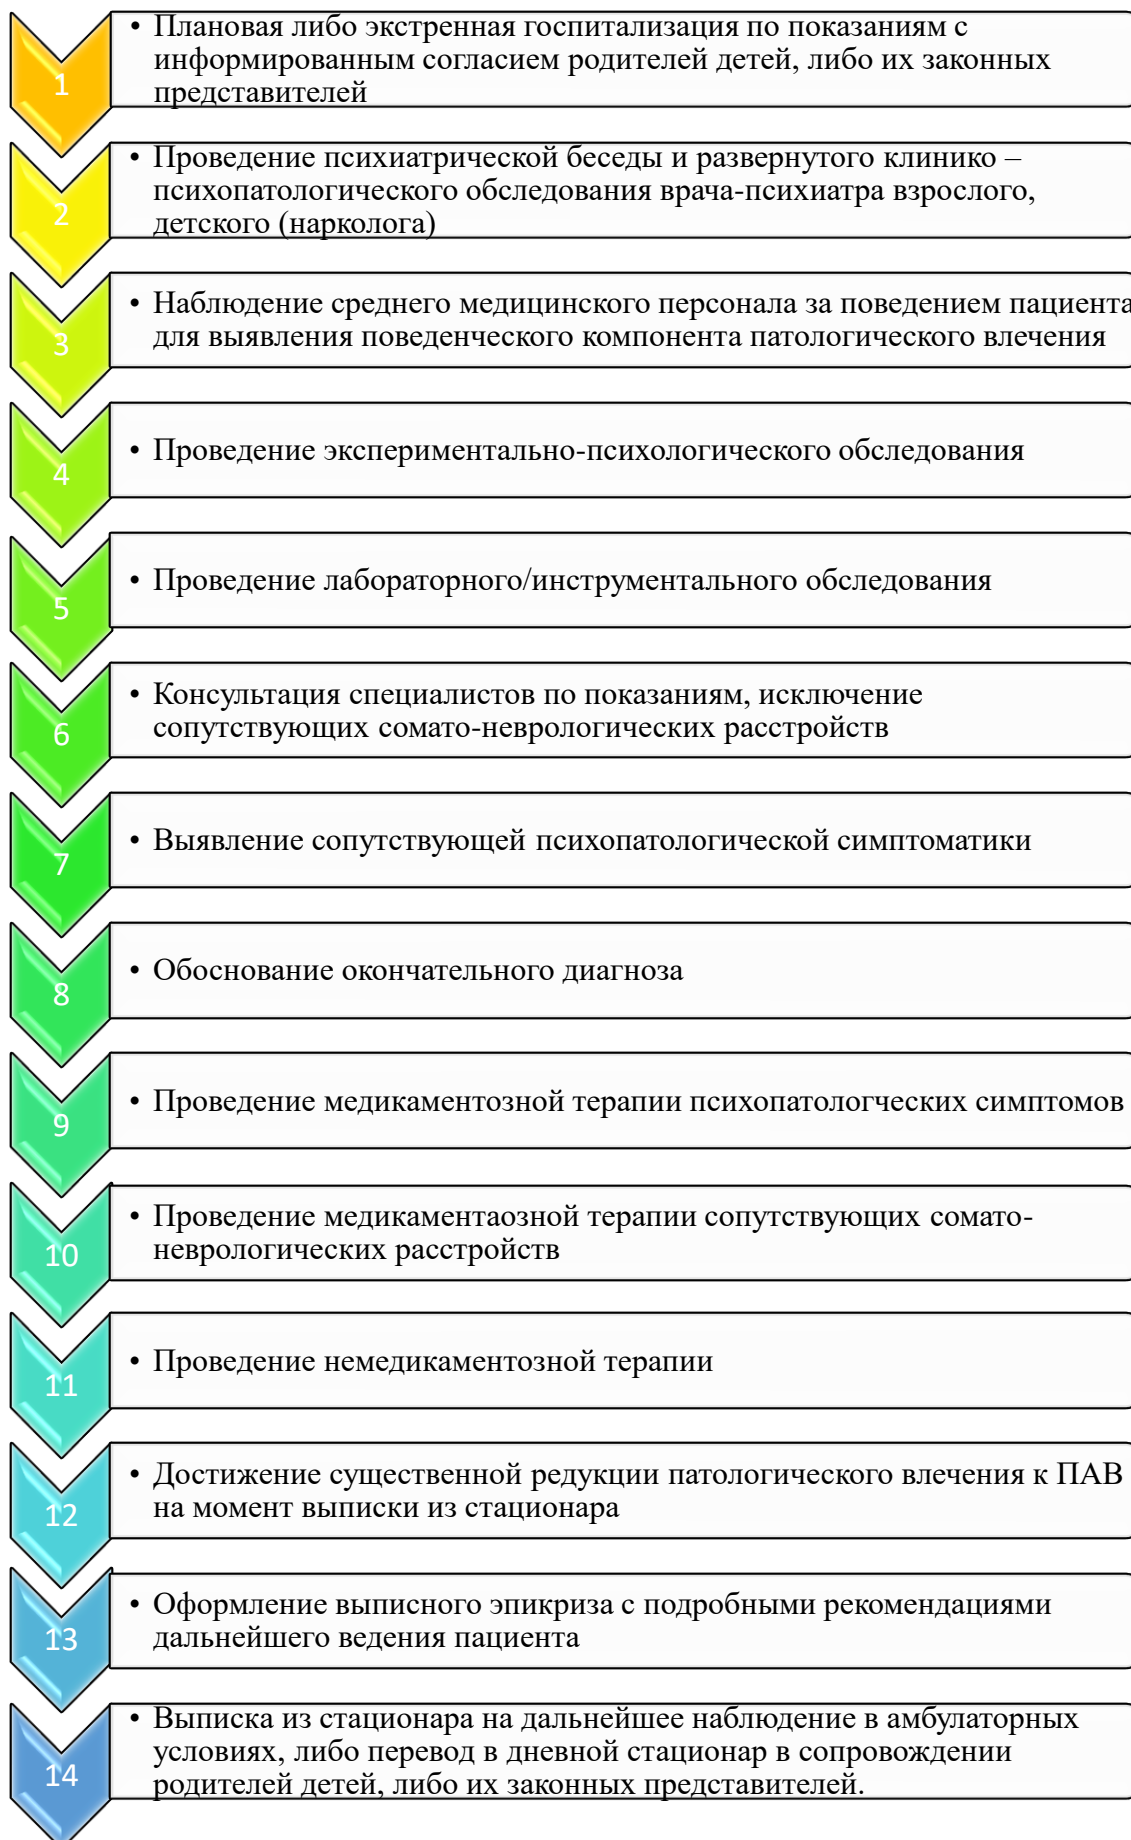 1
• Плановая либо экстренная госпитализация по показаниям с
информированным согласием родителей детей, либо их законных
представителей
2
• Проведение психиатрической беседы и развернутого клинико –
психопатологического обследования врача-психиатра взрослого,
детского (нарколога)
3
• Наблюдение среднего медицинского персонала за поведением пациента
для выявления поведенческого компонента патологического влечения
4
• Проведение экспериментально-психологического обследования
5
• Проведение лабораторного/инструментального обследования
6
• Консультация специалистов по показаниям, исключение
сопутствующих сомато-неврологических расстройств
7
• Выявление сопутствующей психопатологической симптоматики
8
• Обоснование окончательного диагноза
9
• Проведение медикаментозной терапии психопатологческих симптомов
10
• Проведение медикаментаозной терапии сопутствующих сомато-
неврологических расстройств
11
• Проведение немедикаментозной терапии
12
• Достижение существенной редукции патологического влечения к ПАВ
на момент выписки из стационара
13
• Оформление выписного эпикриза с подробными рекомендациями
дальнейшего ведения пациента
14
• Выписка из стационара на дальнейшее наблюдение в амбулаторных
условиях, либо перевод в дневной стационар в сопровождении
родителей детей, либо их законных представителей.